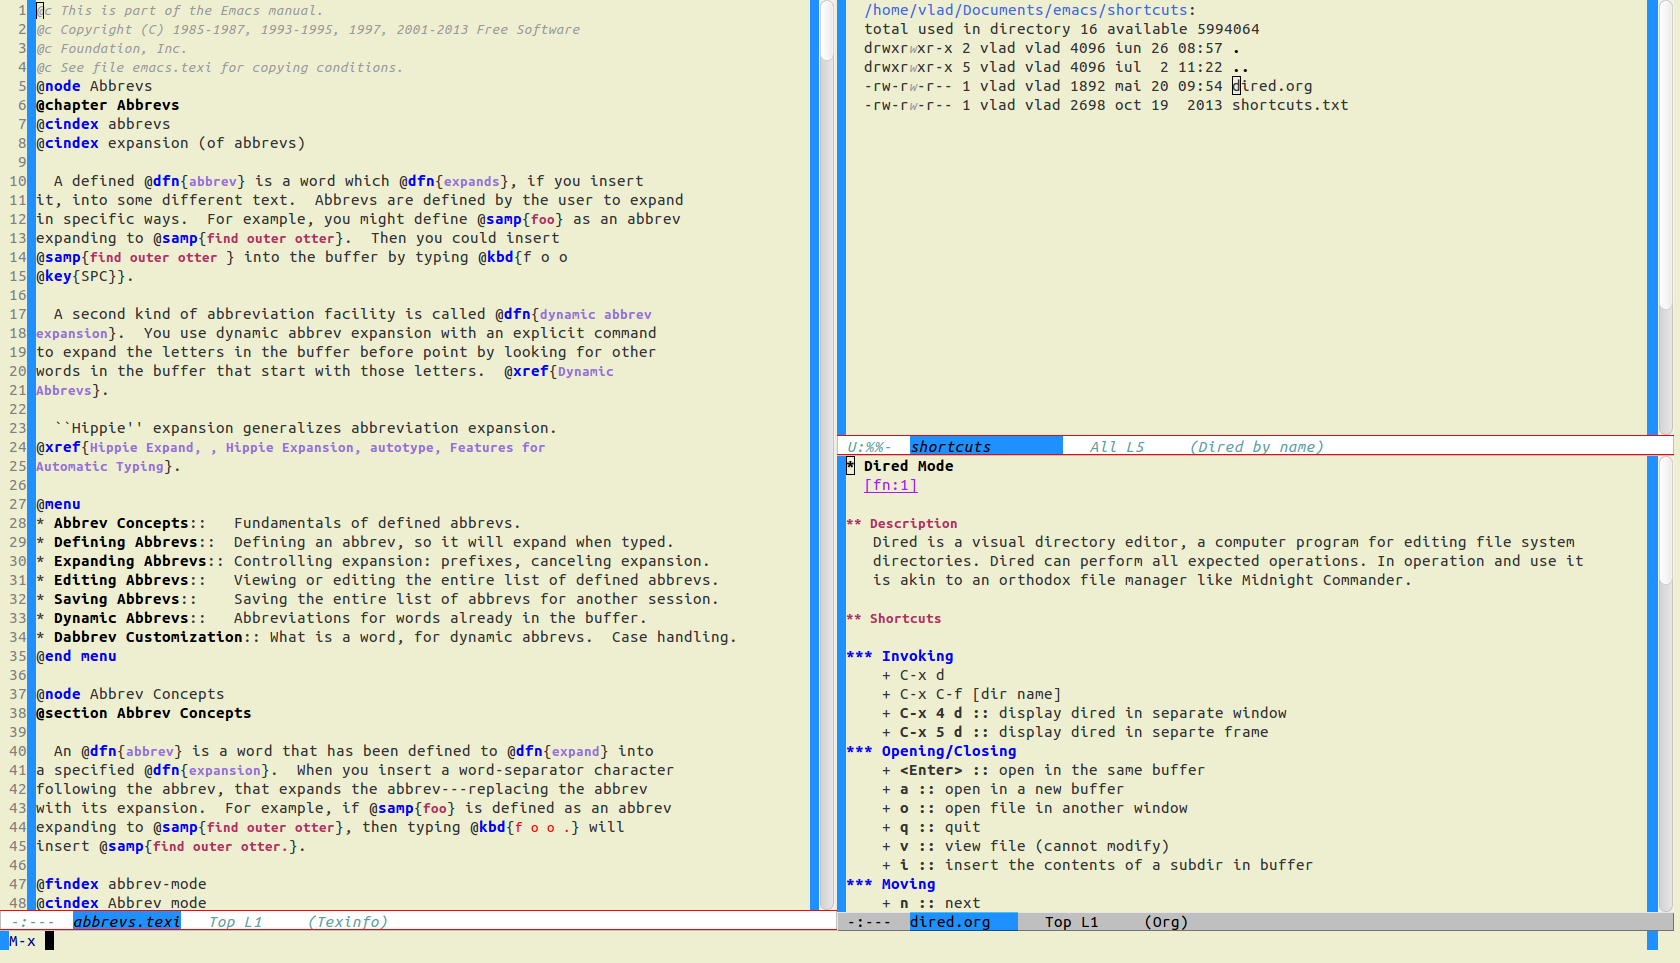 1 @c This is part of the Emacs manual.
2 @c Copyright (C) 1985-1987, 1993-1995, 1997, 2001-2013 Free Software
3 @c Foundation, Inc.
4 @c See file emacs.texi for copying conditions.
5 @node Abbrevs
6 @chapter Abbrevs
7 @cindex abbrevs
8 @cindex expansion (of abbrevs)
9
10   A defined @dfn{abbrev} is a word which @dfn{expands}, if you insert
11 it, into some different text.  Abbrevs are defined by the user to expand
12 in specific ways.  For example, you might define @samp{foo} as an abbrev
13 expanding to @samp{find outer otter}.  Then you could insert
14 @samp{find outer otter } into the buffer by typing @kbd{f o o
15 @key{SPC}}.
16
17   A second kind of abbreviation facility is called @dfn{dynamic abbrev
18 expansion}.  You use dynamic abbrev expansion with an explicit command
19 to expand the letters in the buffer before point by looking for other
20 words in the buffer that start with those letters.  @xref{Dynamic
21 Abbrevs}.
22
23   ``Hippie'' expansion generalizes abbreviation expansion.
24 @xref{Hippie Expand, , Hippie Expansion, autotype, Features for
25 Automatic Typing}.
26
27 @menu
28 * Abbrev Concepts::   Fundamentals of defined abbrevs.
29 * Defining Abbrevs::  Defining an abbrev, so it will expand when typed.
30 * Expanding Abbrevs:: Controlling expansion: prefixes, canceling expansion.
31 * Editing Abbrevs::   Viewing or editing the entire list of defined abbrevs.
32 * Saving Abbrevs::    Saving the entire list of abbrevs for another session.
33 * Dynamic Abbrevs::   Abbreviations for words already in the buffer.
34 * Dabbrev Customization:: What is a word, for dynamic abbrevs.  Case handling.
35 @end menu
36
37 @node Abbrev Concepts
38 @section Abbrev Concepts
39
40   An @dfn{abbrev} is a word that has been defined to @dfn{expand} into
41 a specified @dfn{expansion}.  When you insert a word-separator character
42 following the abbrev, that expands the abbrev---replacing the abbrev
43 with its expansion.  For example, if @samp{foo} is defined as an abbrev
44 expanding to @samp{find outer otter}, then typing @kbd{f o o .} will
45 insert @samp{find outer otter.}.
46
47 @findex abbrev-mode
48 @cindex Abbrev mode
-:---  abbrevs.texi   Top L1     (Texinfo)
M-x
/home/vlad/Documents/emacs/shortcuts:
total used in directory 16 available 5994064
drwxrwxr-x 2 vlad vlad 4096 iun 26 08:57 .
drwxrwxr-x 5 vlad vlad 4096 iul  2 11:22 ..
-rw-rw-r-- 1 vlad vlad 1892 mai 20 09:54 dired.org
-rw-rw-r-- 1 vlad vlad 2698 oct 19  2013 shortcuts.txt
U:%%-  shortcuts           All L5     (Dired by name)
* Dired Mode
[fn:1]
** Description
Dired is a visual directory editor, a computer program for editing file system
directories. Dired can perform all expected operations. In operation and use it
is akin to an orthodox file manager like Midnight Commander.
** Shortcuts
*** Invoking
+ C-x d
+ C-x C-f [dir name]
+ C-x 4 d :: display dired in separate window
+ C-x 5 d :: display dired in separte frame
*** Opening/Closing
+ <Enter> :: open in the same buffer
+ a :: open in a new buffer
+ o :: open file in another window
+ q :: quit
+ v :: view file (cannot modify)
+ i :: insert the contents of a subdir in buffer
*** Moving
+ n :: next
-:---  dired.org      Top L1     (Org)